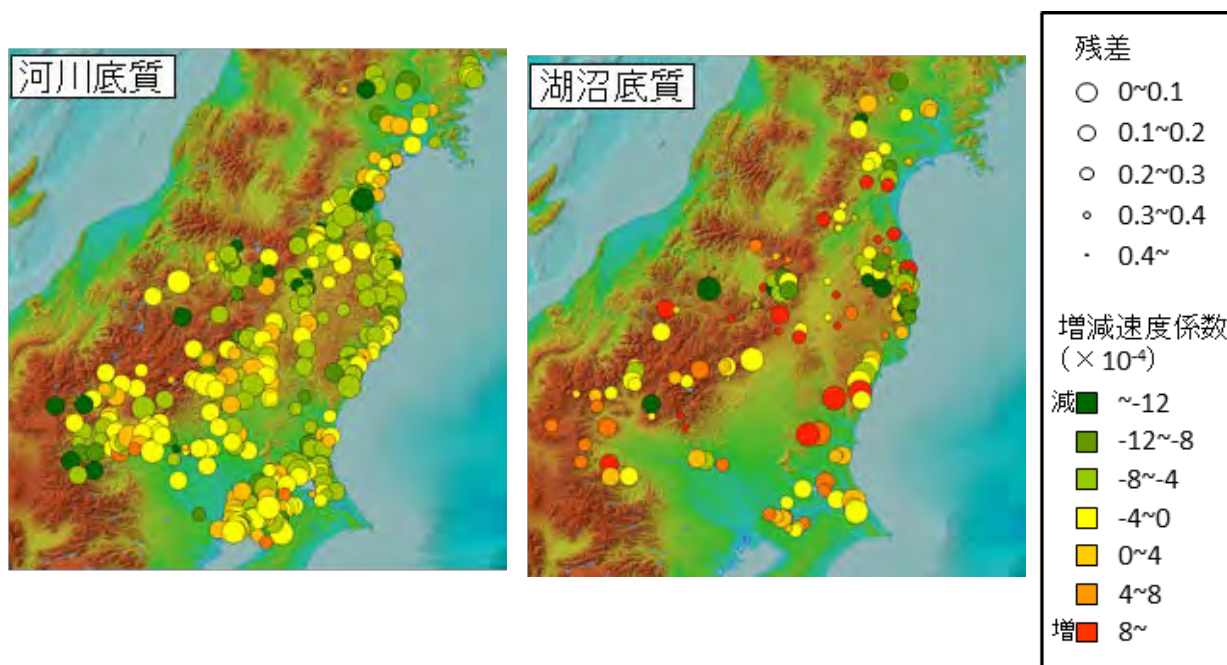 河川底質
湖沼底質
残差
0~0.1
0.1~0.2
0.2~0.3
0.3~0.4
0.4~
増減速度係数
(×10⁻⁴)
減 ~-12
-12~-8
-8~-4
-4~0
0~4
4~8
増 8~